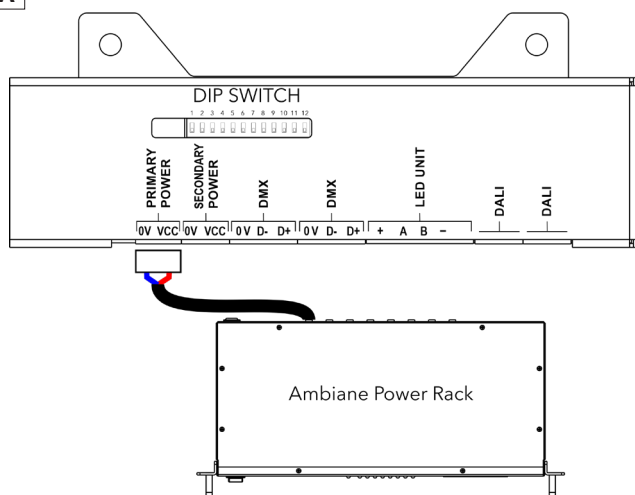 DIP SWITCH
1 2 3 4 5 6 7 8 9 10 11 12
PRIMARY
POWER
SECONDARY
POWER
DMX
DMX
LED UNIT
DALI
DALI
0V VCC 0V VCC 0V D- D+ 0V D- D+ + A B -
Ambiane Power Rack